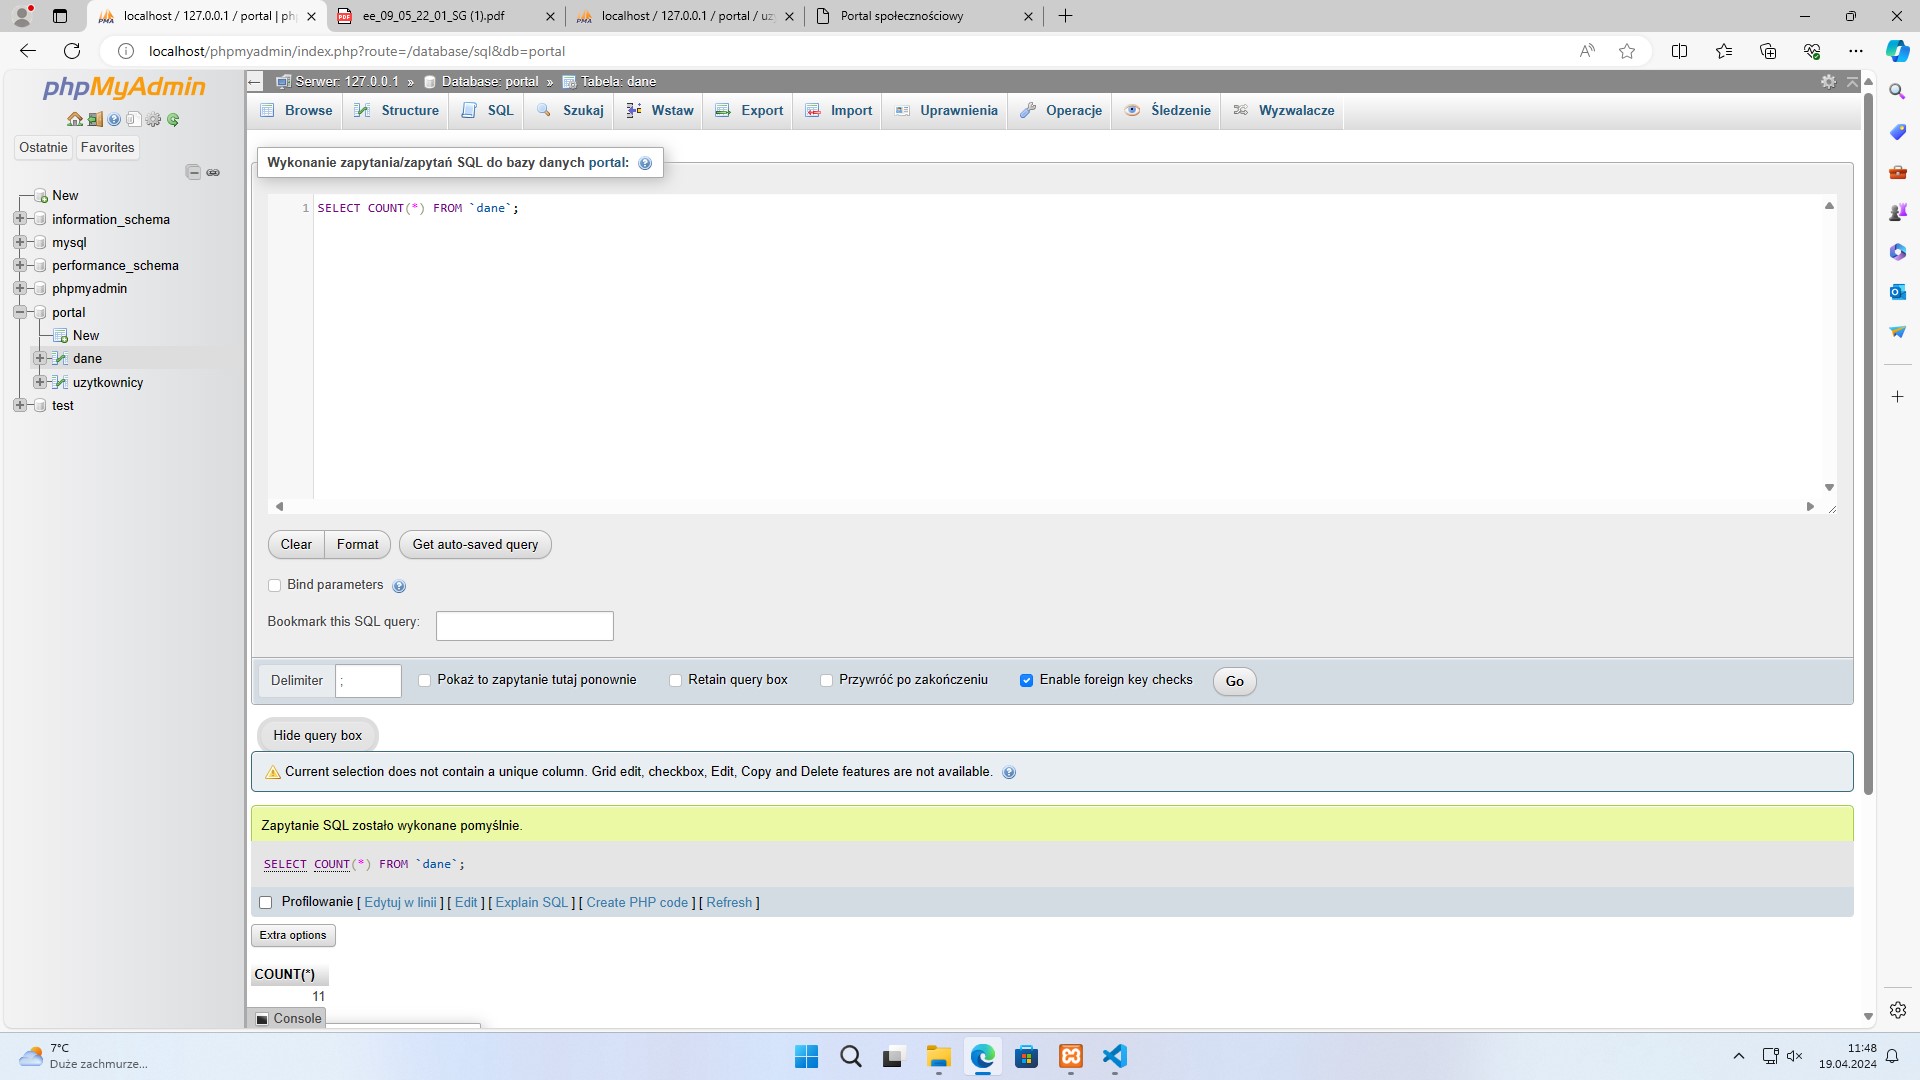 localhost / 127.0.0.1 / portal | ph
ee_09_05_22_01_SG (1).pdf
localhost / 127.0.0.1 / portal / uz
Portal społecznościowy
localhost/phpmyadmin/index.php?route=/database/sql&db=portal
phpMyAdmin
Ostatnie
Favorites
New
information_schema
mysql
performance_schema
phpmyadmin
portal
New
dane
uzytkownicy
test
Serwer: 127.0.0.1 » Database: portal » Tabela: dane
Browse
Structure
SQL
Szukaj
Wstaw
Export
Import
Uprawnienia
Operacje
Śledzenie
Wyzwalacze
Wykonanie zapytania/zapytań SQL do bazy danych portal:
1 SELECT COUNT(*) FROM `dane`;
Clear
Format
Get auto-saved query
Bind parameters
Bookmark this SQL query:
Delimiter ;
Pokaż to zapytanie tutaj ponownie
Retain query box
Przywróć po zakończeniu
Enable foreign key checks
Go
Hide query box
Current selection does not contain a unique column. Grid edit, checkbox, Edit, Copy and Delete features are not available.
Zapytanie SQL zostało wykonane pomyślnie.
SELECT COUNT(*) FROM `dane`;
Profilowanie [ Edytuj w linii ] [ Edit ] [ Explain SQL ] [ Create PHP code ] [ Refresh ]
Extra options
COUNT(*)
11
Console
7°C
Duże zachmurze...
11:48
19.04.2024